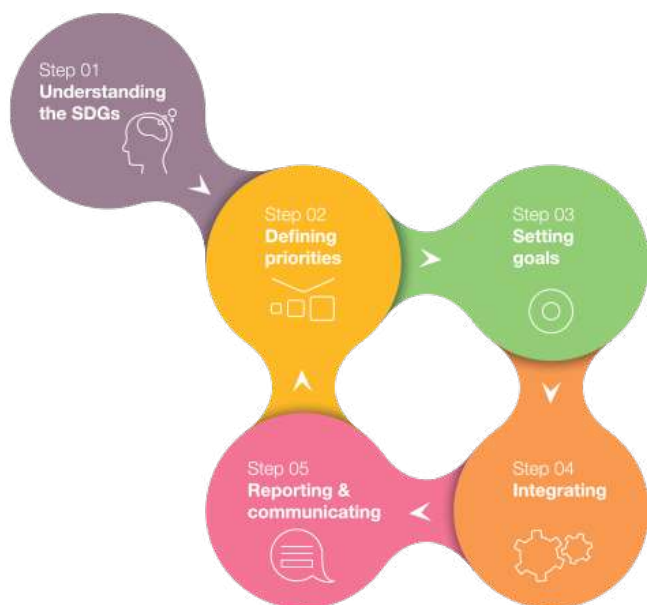 Step 01
Understanding
the SDGs
Step 02
Defining
priorities
Step 03
Setting
goals
Step 04
Integrating
Step 05
Reporting &
communicating